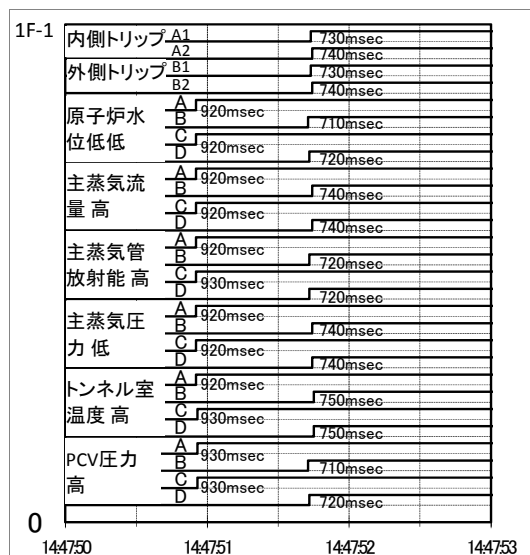 1F-1
内側トリップ A1 730msec
A2 740msec
外側トリップ B1 730msec
B2 740msec
原子炉水
位低低
A 920msec
B 710msec
C 920msec
D 720msec
主蒸気流
量 高
A 920msec
B 740msec
C 920msec
D 740msec
主蒸気管
放射能 高
A 920msec
B 720msec
C 930msec
D 720msec
主蒸気圧
力 低
A 920msec
B 740msec
C 920msec
D 740msec
トンネル室
温度 高
A 920msec
B 750msec
C 930msec
D 750msec
PCV圧力
高
A 930msec
B 710msec
C 930msec
D 720msec
0
14:47:50 14:47:51 14:47:52 14:47:53